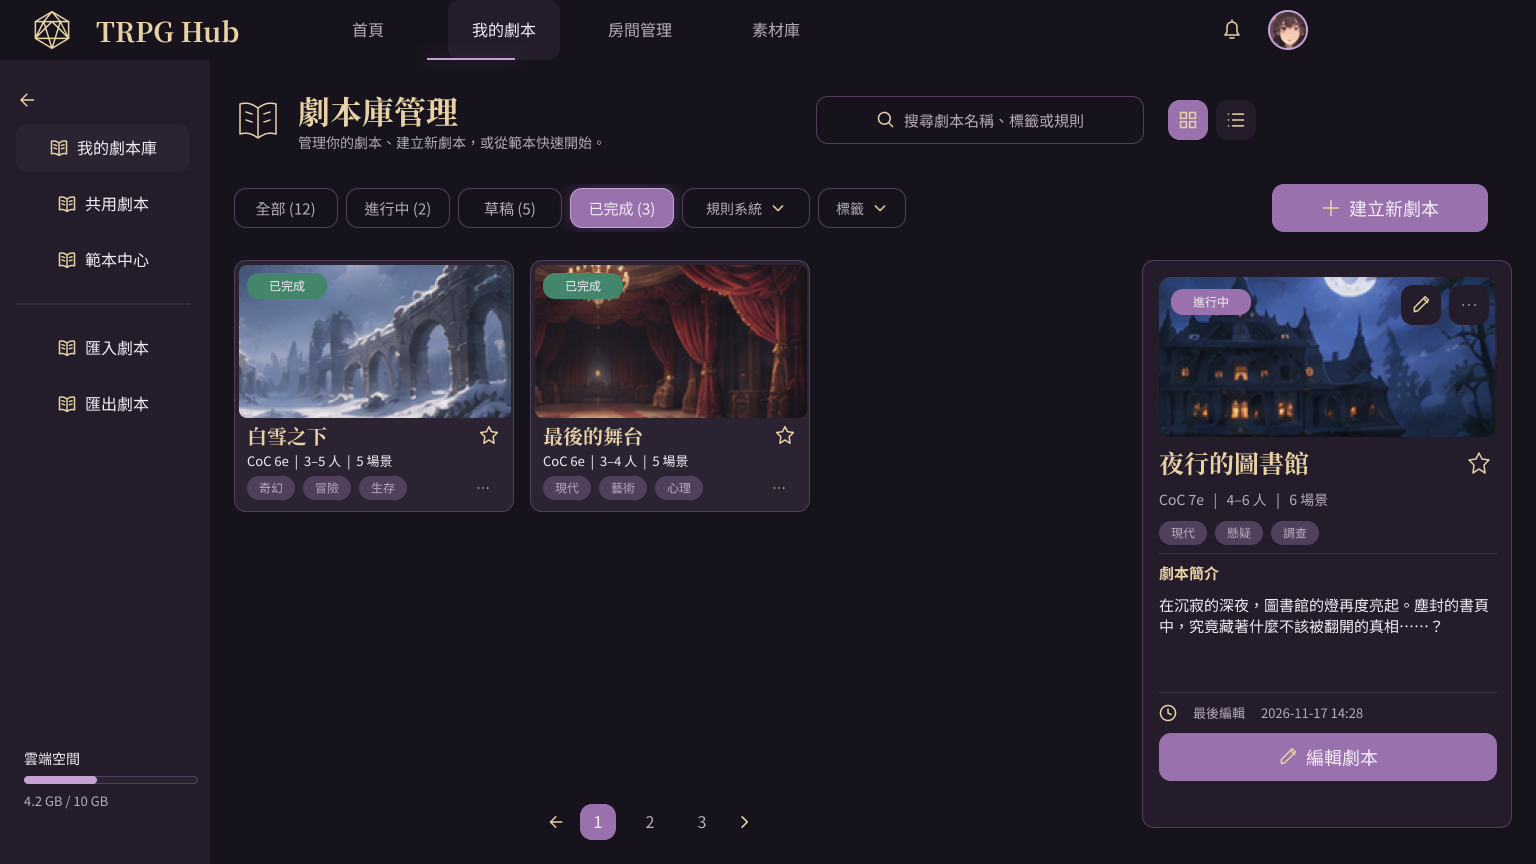 TRPG Hub
首頁
我的劇本
房間管理
素材庫
我的劇本庫
共用劇本
範本中心
匯入劇本
匯出劇本
雲端空間
4.2 GB / 10 GB
劇本庫管理
管理你的劇本、建立新劇本，或從範本快速開始。
搜尋劇本名稱、標籤或規則
全部 (12)
進行中 (2)
草稿 (5)
已完成 (3)
規則系統
標籤
建立新劇本
已完成
白雪之下
CoC 6e | 3–5 人 | 5 場景
奇幻
冒險
生存
...
已完成
最後的舞台
CoC 6e | 3–4 人 | 5 場景
現代
藝術
心理
...
1
2
3
進行中
...
夜行的圖書館
CoC 7e | 4–6 人 | 6 場景
現代
懸疑
調查
劇本簡介
在沉寂的深夜，圖書館的燈再度亮起。塵封的書頁
中，究竟藏著什麼不該被翻開的真相⋯⋯？
最後編輯 2026-11-17 14:28
編輯劇本